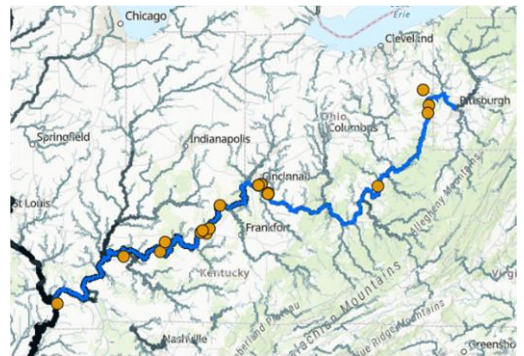 Chicago
Erie
Cleveland
Pittsburgh
Ohio
Columbus
Springfield
Indianapolis
St Louis
Cincinnati
Frankfort
Allegheny Mountains
Kentucky
Virgi
Nashville
Cumberland Plateau
Appalachian Mountains
Blue Ridge Mountains
Greensbo